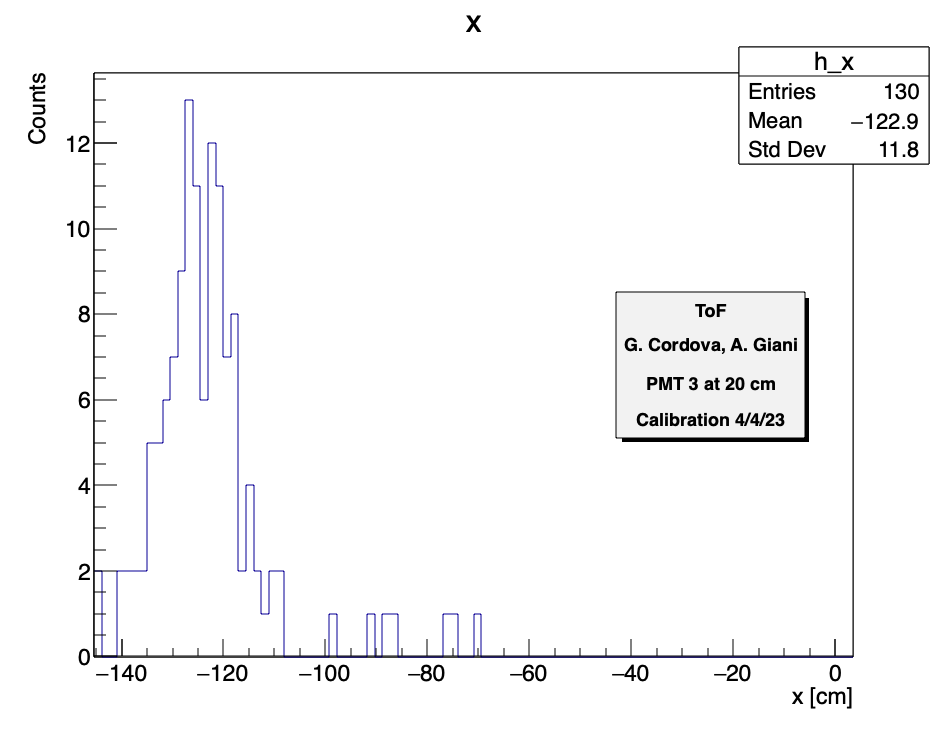 X
h_x
Entries 130
Mean −122.9
Std Dev 11.8
Counts
12
10
8
6
4
2
0
ToF
G. Cordova, A. Giani
PMT 3 at 20 cm
Calibration 4/4/23
−140 −120 −100 −80 −60 −40 −20 0
x [cm]